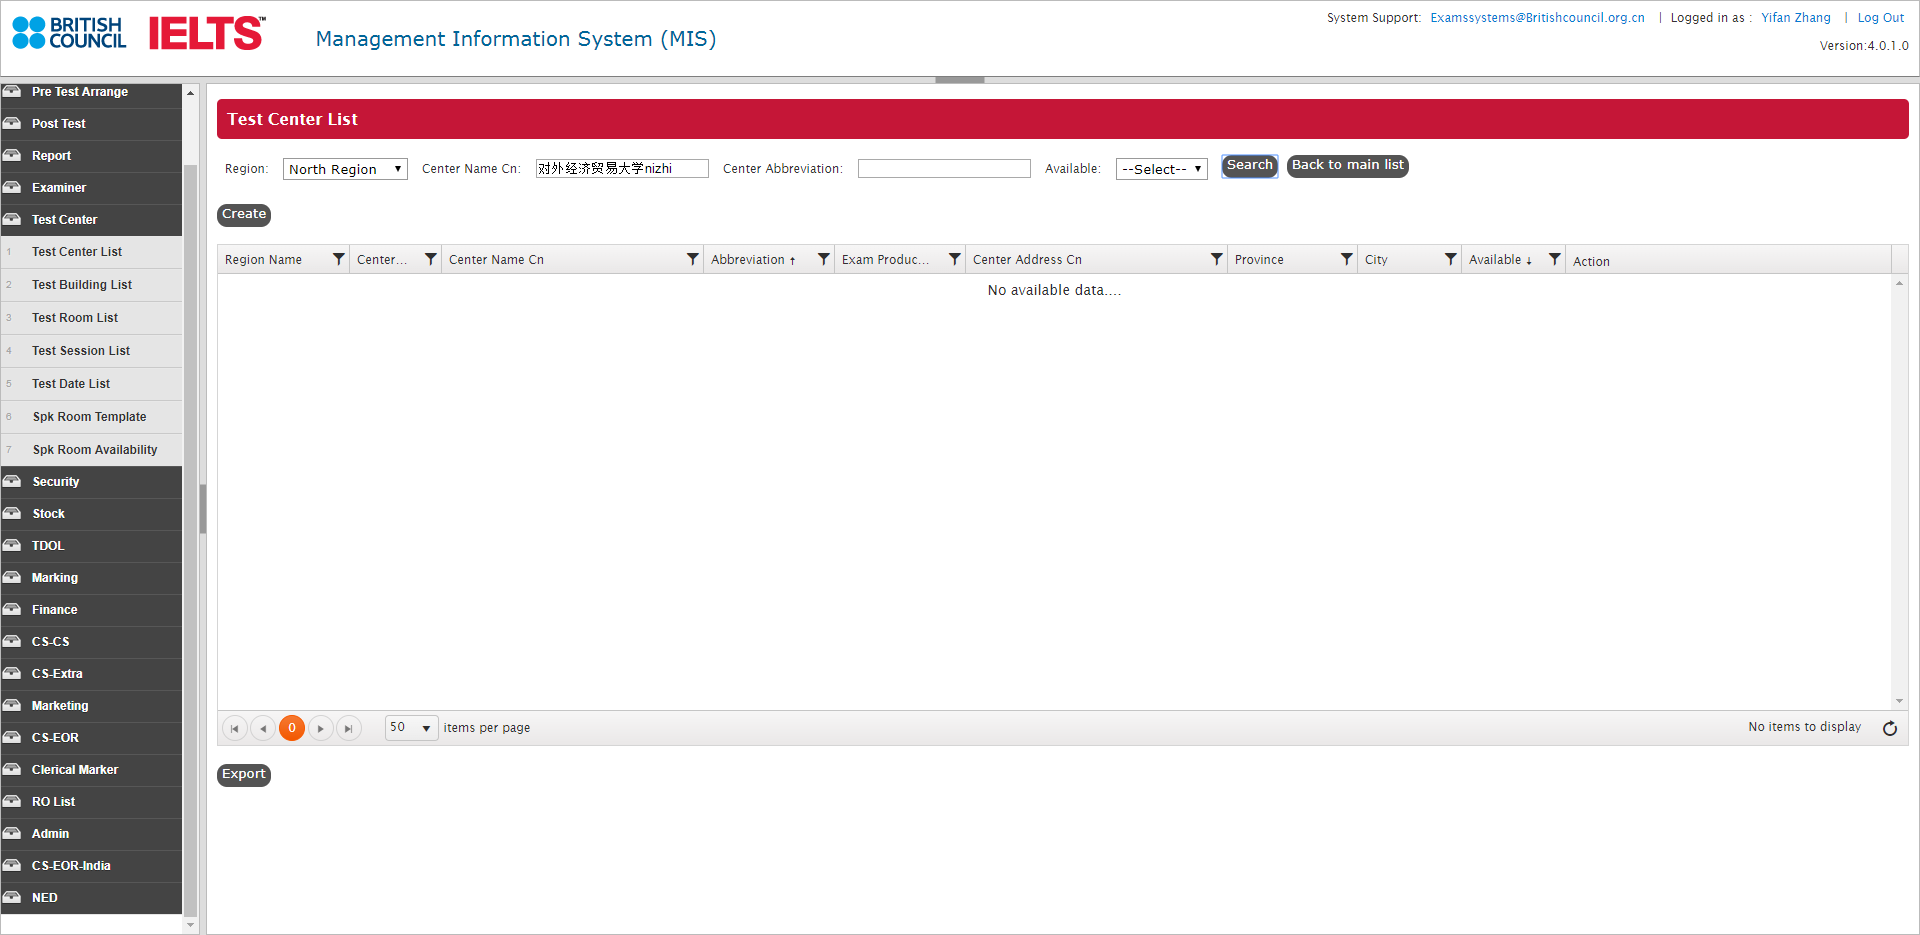 BRITISH
COUNCIL
IELTS™
Management Information System (MIS)
System Support: Examssystems@Britishcouncil.org.cn | Logged in as : Yifan Zhang | Log Out
Version:4.0.1.0
Pre Test Arrange
Post Test
Report
Examiner
Test Center
1 Test Center List
2 Test Building List
3 Test Room List
4 Test Session List
5 Test Date List
6 Spk Room Template
7 Spk Room Availability
Security
Stock
TDOL
Marking
Finance
CS-CS
CS-Extra
Marketing
CS-EOR
Clerical Marker
RO List
Admin
CS-EOR-India
NED
Test Center List
Region: North Region Center Name Cn: 对外经济贸易大学nizhi Center Abbreviation: Available: --Select-- Search Back to main list
Create
Region Name Center... Center Name Cn Abbreviation ↑ Exam Produc... Center Address Cn Province City Available ↓ Action
No available data....
0 50 items per page No items to display
Export